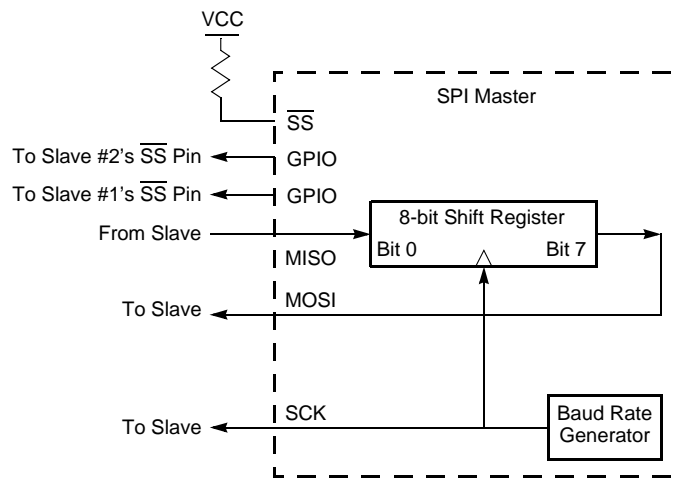 VCC
SPI Master
SS
To Slave #2's SS Pin
GPIO
To Slave #1's SS Pin
GPIO
8-bit Shift Register
From Slave
Bit 0
Bit 7
MISO
MOSI
To Slave
SCK
To Slave
Baud Rate
Generator